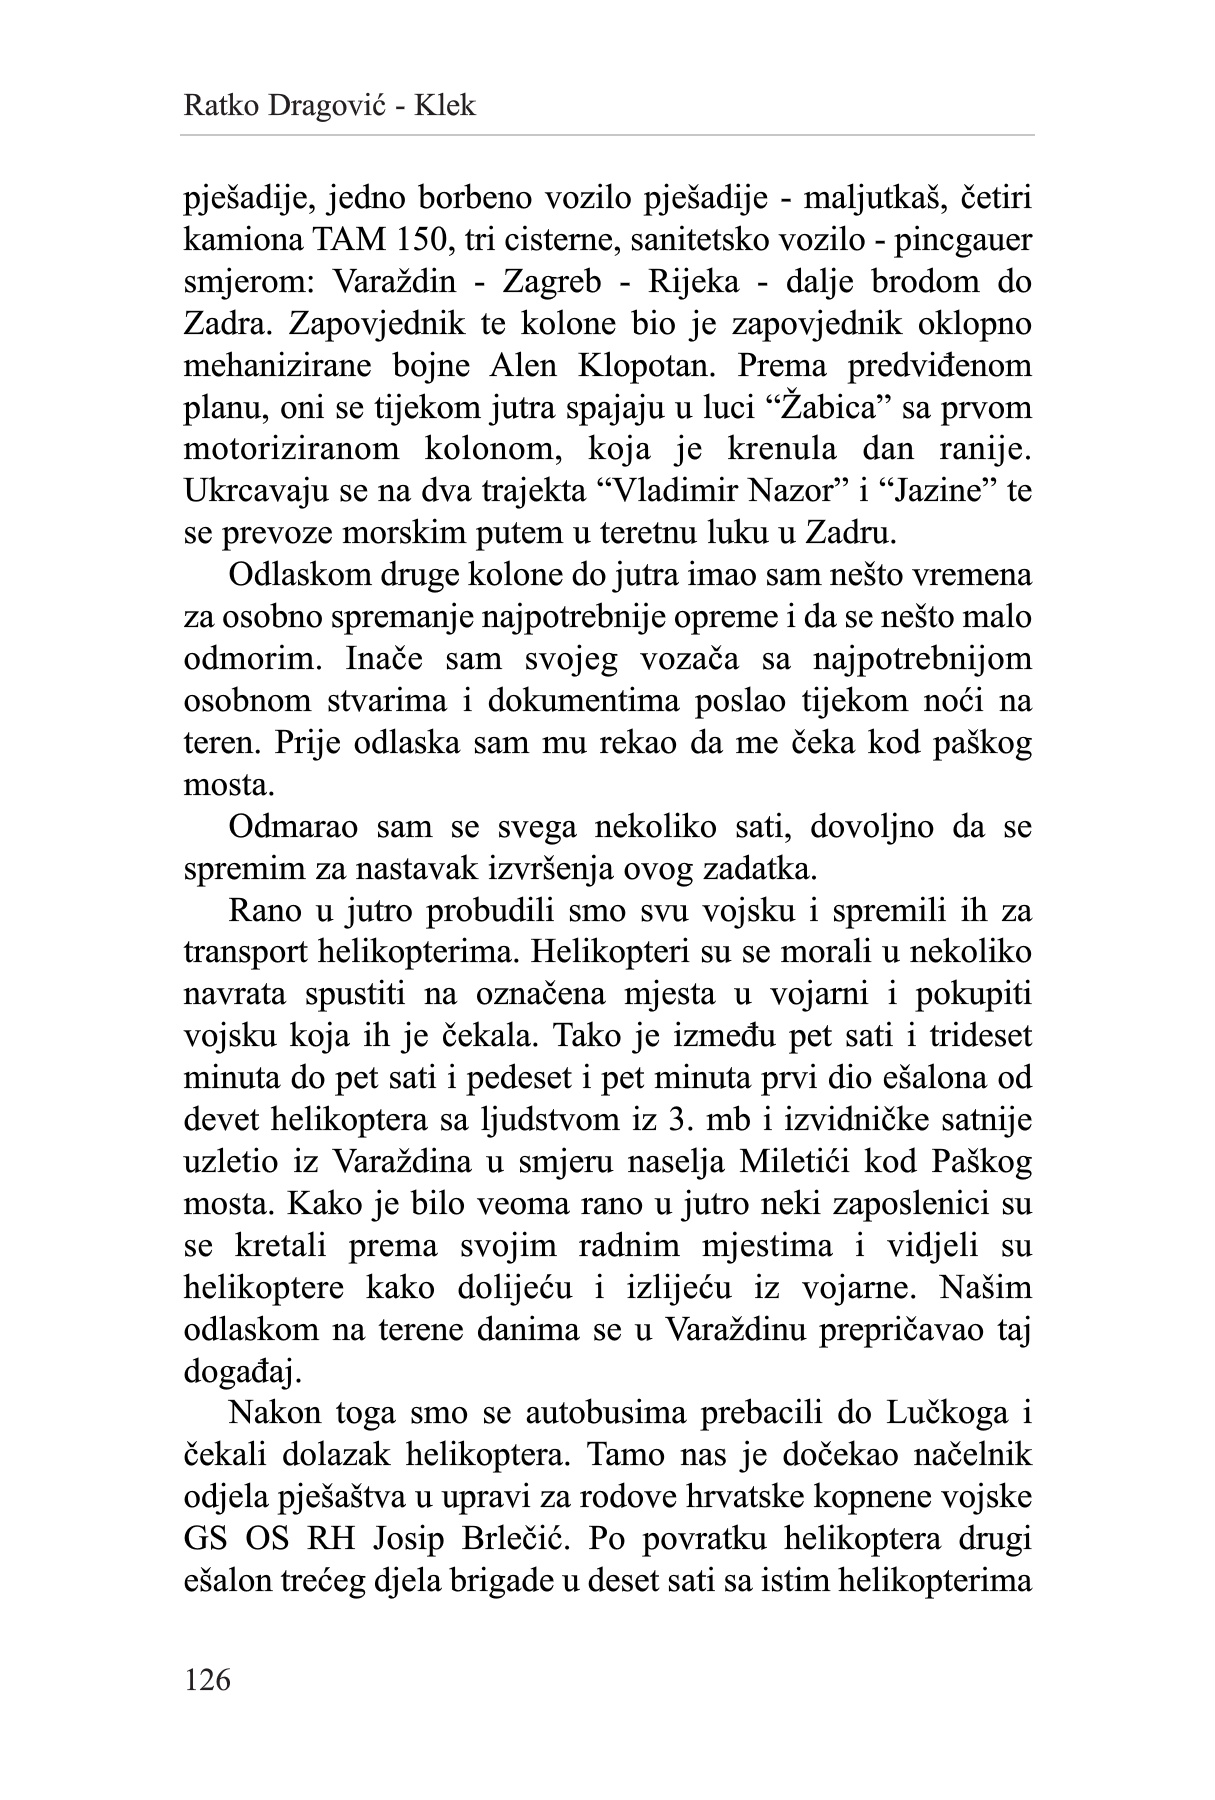 Ratko Dragović - Klek
pješadije, jedno borbeno vozilo pješadije - maljutkaš, četiri
kamiona TAM 150, tri cisterne, sanitetsko vozilo - pincgauer
smjerom: Varaždin - Zagreb - Rijeka - dalje brodom do
Zadra. Zapovjednik te kolone bio je zapovjednik oklopno
mehanizirane bojne Alen Klopotan. Prema predviđenom
planu, oni se tijekom jutra spajaju u luci “Žabica” sa prvom
motoriziranom kolonom, koja je krenula dan ranije.
Ukrcavaju se na dva trajekta “Vladimir Nazor” i “Jazine” te
se prevoze morskim putem u teretnu luku u Zadru.
Odlaskom druge kolone do jutra imao sam nešto vremena
za osobno spremanje najpotrebnije opreme i da se nešto malo
odmorim. Inače sam svojeg vozača sa najpotrebnijom
osobnom stvarima i dokumentima poslao tijekom noći na
teren. Prije odlaska sam mu rekao da me čeka kod paškog
mosta.
Odmarao sam se svega nekoliko sati, dovoljno da se
spremim za nastavak izvršenja ovog zadatka.
Rano u jutro probudili smo svu vojsku i spremili ih za
transport helikopterima. Helikopteri su se morali u nekoliko
navrata spustiti na označena mjesta u vojarni i pokupiti
vojsku koja ih je čekala. Tako je između pet sati i trideset
minuta do pet sati i pedeset i pet minuta prvi dio ešalona od
devet helikoptera sa ljudstvom iz 3. mb i izvidničke satnije
uzletio iz Varaždina u smjeru naselja Miletići kod Paškog
mosta. Kako je bilo veoma rano u jutro neki zaposlenici su
se kretali prema svojim radnim mjestima i vidjeli su
helikoptere kako dolijeću i izlijeću iz vojarne. Našim
odlaskom na terene danima se u Varaždinu prepričavao taj
događaj.
Nakon toga smo se autobusima prebacili do Lučkoga i
čekali dolazak helikoptera. Tamo nas je dočekao načelnik
odjela pješaštva u upravi za rodove hrvatske kopnene vojske
GS OS RH Josip Brlečić. Po povratku helikoptera drugi
ešalon trećeg djela brigade u deset sati sa istim helikopterima
126